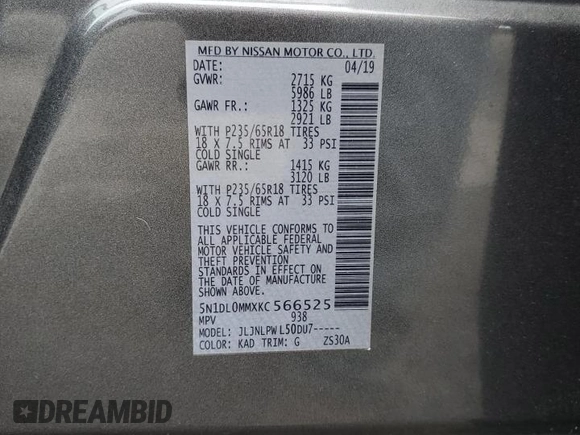 MFD BY NISSAN MOTOR CO., LTD.
DATE: 04/19
GVWR: 2715 KG
5986 LB
GAWR FR.: 1325 KG
2921 LB
WITH P235/65R18 TIRES
18 X 7.5 RIMS AT 33 PSI
COLD SINGLE
GAWR RR.: 1415 KG
3120 LB
WITH P235/65R18 TIRES
18 X 7.5 RIMS AT 33 PSI
COLD SINGLE
THIS VEHICLE CONFORMS TO
ALL APPLICABLE FEDERAL
MOTOR VEHICLE SAFETY AND
THEFT PREVENTION
STANDARDS IN EFFECT ON
THE DATE OF MANUFACTURE
SHOWN ABOVE.
5N1DL0MMXKC566525
MPV 938
MODEL: JLJNLPWL50DU7-----
COLOR: KAD TRIM: G ZS30A
DREAMBID